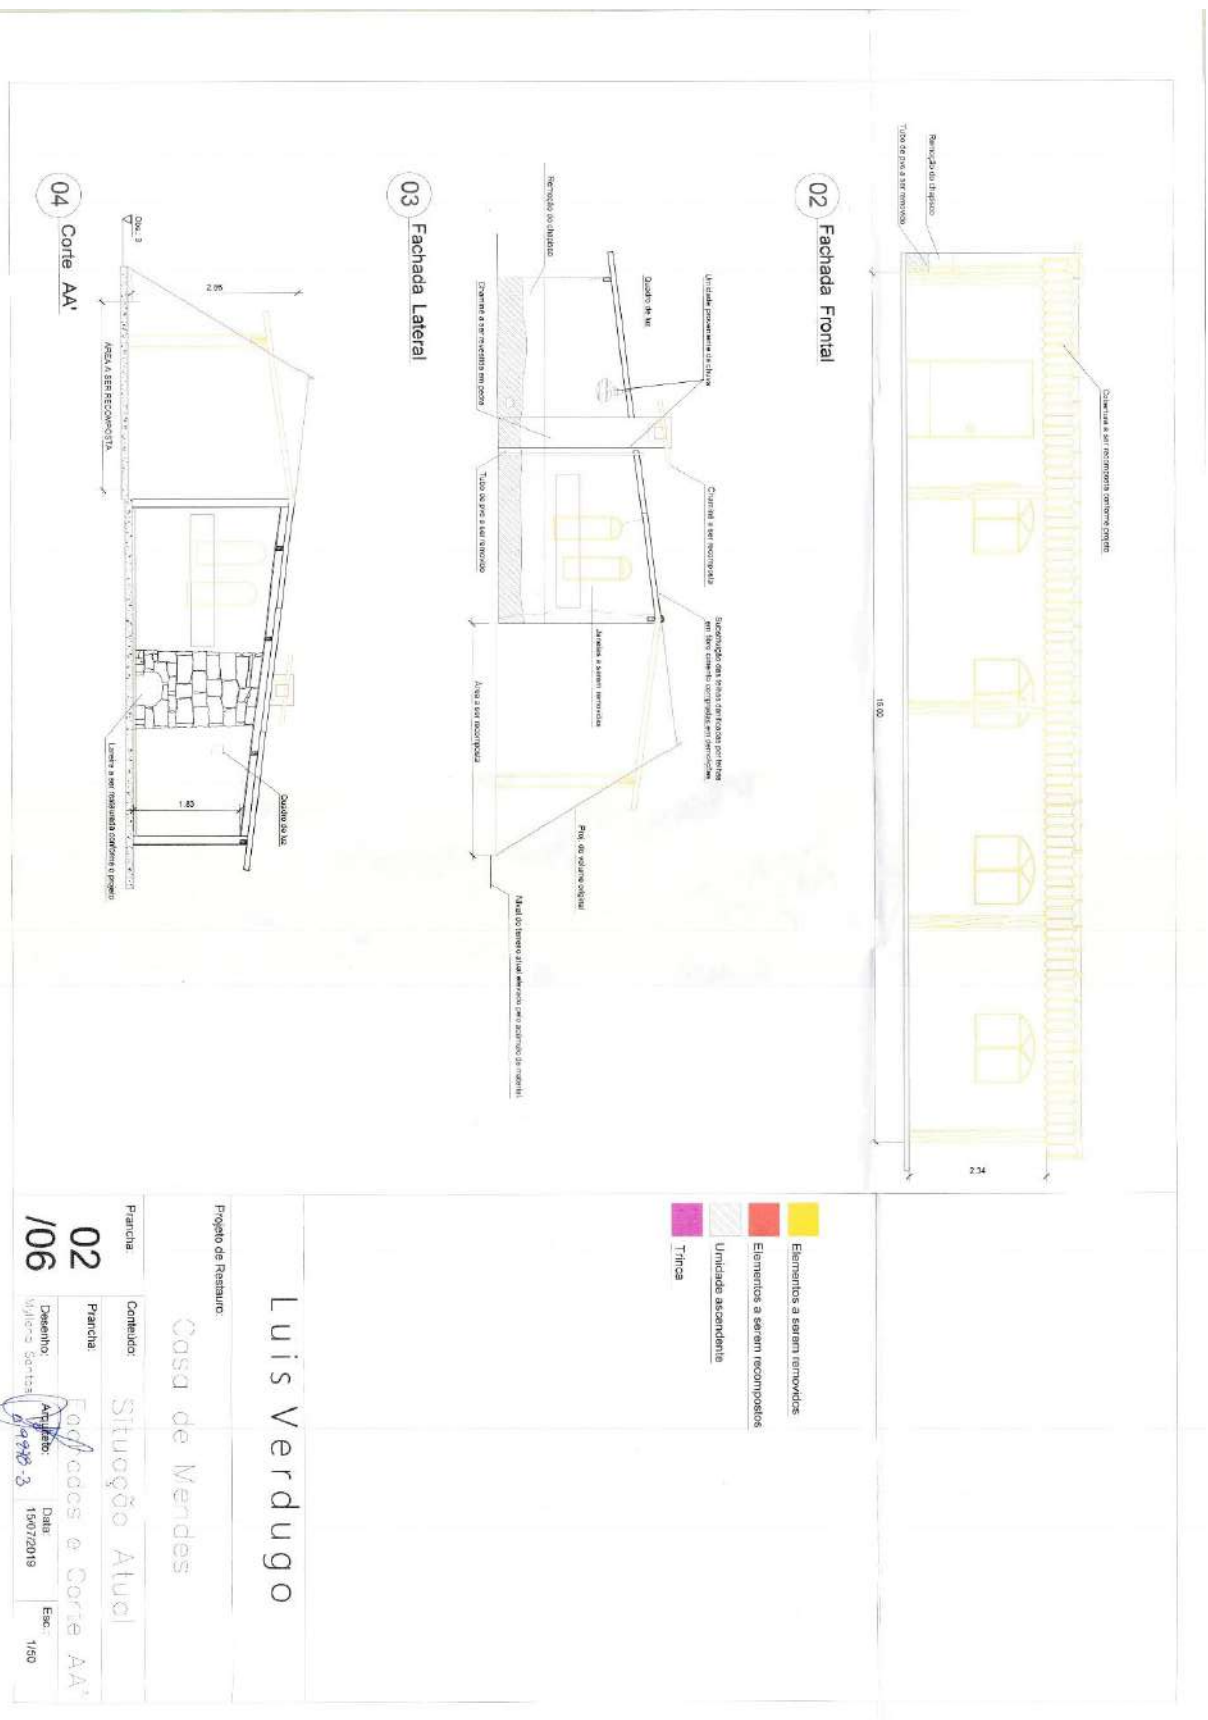 Remoção do chapisco
Tubo de pvc a ser removido
Cobertura a ser recomposta conforme projeto
15.00
2.34
02 Fachada Frontal
Umidade proveniente da chuva
Quadro de luz
Remoção do chapisco
Chaminé a ser revestida em pedra
Chaminé a ser recomposta
Tubo de pvc a ser removido
Substituição das telhas danificadas por telhas
em fibro cimento compradas em demolições
Janelas a serem removidas
Área a ser recomposta
Proj. do volume original
Nível do terreno atual elevado pelo acúmulo de material.
03 Fachada Lateral
2.86
ÁREA A SER RECOMPOSTA
1.83
Quadro de luz
Lareira a ser restaurada conforme o projeto
04 Corte AA'
Elementos a serem removidos
Elementos a serem recompostos
Umidade ascendente
Trinca
Luis Verdugo
Projeto de Restauro:
Casa de Mendes
Prancha:
02
/06
Conteúdo:
Situação Atual
Prancha:
Fachadas e Corte AA'
Desenho:
Myllena Santos
Arquiteto:
Data:
15/07/2019
Esc.:
1/50